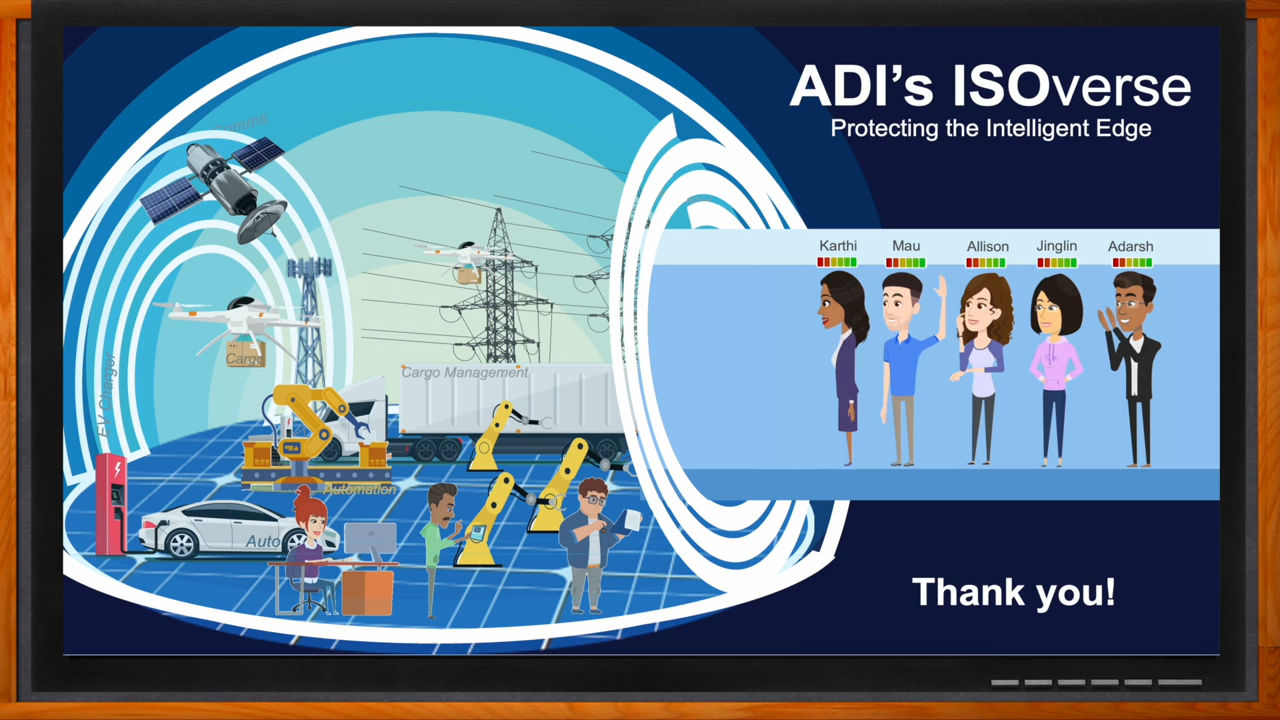 ADI's ISOverse
Protecting the Intelligent Edge
Karthi
Mau
Allison
Jinglin
Adarsh
Cargo
Cargo Management
EV Charger
Automation
Auto
Thank you!